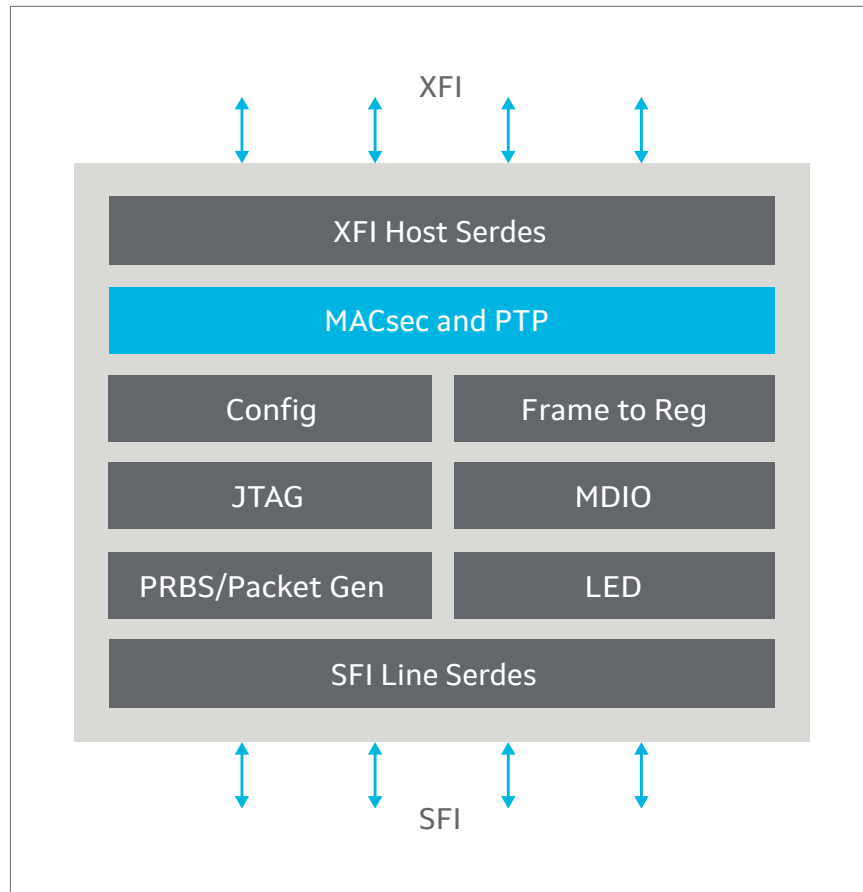 XFI
XFI Host Serdes
MACsec and PTP
Config
Frame to Reg
JTAG
MDIO
PRBS/Packet Gen
LED
SFI Line Serdes
SFI